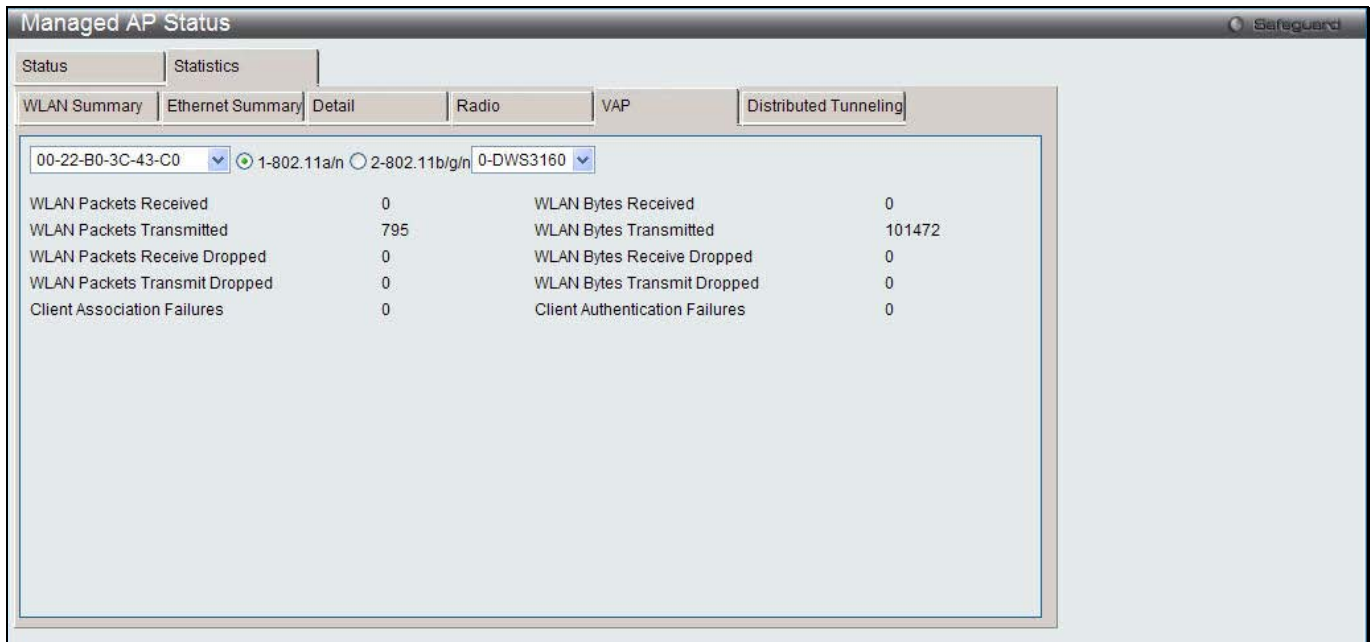 Managed AP Status
Safeguard
Status Statistics
WLAN Summary Ethernet Summary Detail Radio VAP Distributed Tunneling
00-22-B0-3C-43-C0 1-802.11a/n 2-802.11b/g/n 0-DWS3160
WLAN Packets Received 0 WLAN Bytes Received 0
WLAN Packets Transmitted 795 WLAN Bytes Transmitted 101472
WLAN Packets Receive Dropped 0 WLAN Bytes Receive Dropped 0
WLAN Packets Transmit Dropped 0 WLAN Bytes Transmit Dropped 0
Client Association Failures 0 Client Authentication Failures 0